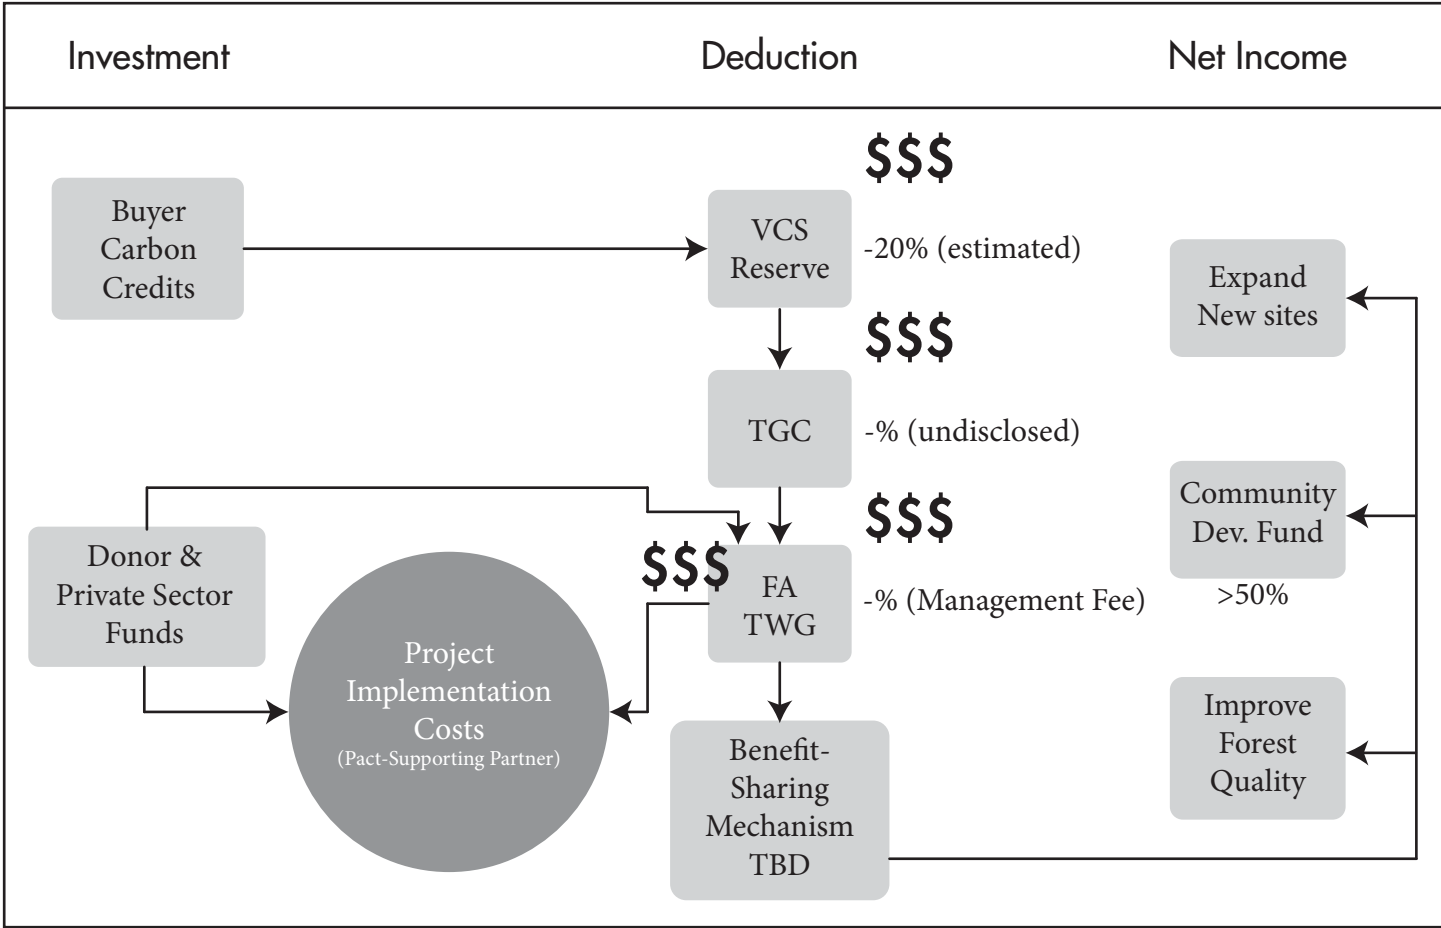 Investment
Deduction
Net Income
Buyer
Carbon
Credits
$$$
VCS
Reserve
-20% (estimated)
$$$
TGC
-% (undisclosed)
Donor &
Private Sector
Funds
$$$
$$$
FA
TWG
-% (Management Fee)
Project
Implementation
Costs
(Pact-Supporting Partner)
Benefit-
Sharing
Mechanism
TBD
Expand
New sites
Community
Dev. Fund
>50%
Improve
Forest
Quality